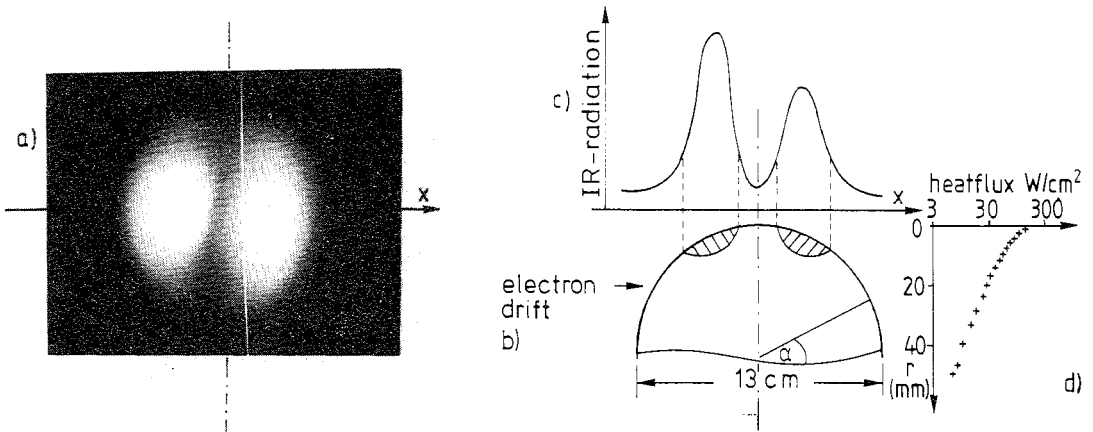 a)
x
c)
IR-radiation
x
heatflux W/cm²
3 30 300
0
20
40
r
(mm)
electron
drift
b)
α
13 cm
d)